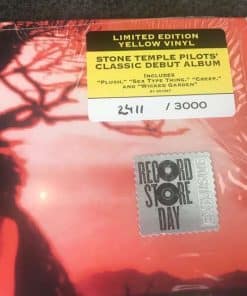 LIMITED EDITION
YELLOW VINYL
STONE TEMPLE PILOTS'
CLASSIC DEBUT ALBUM
INCLUDES
"PLUSH," "SEX TYPE THING," "CREEP,"
AND "WICKED GARDEN"
2411 / 3000
RECORD
STORE
DAY